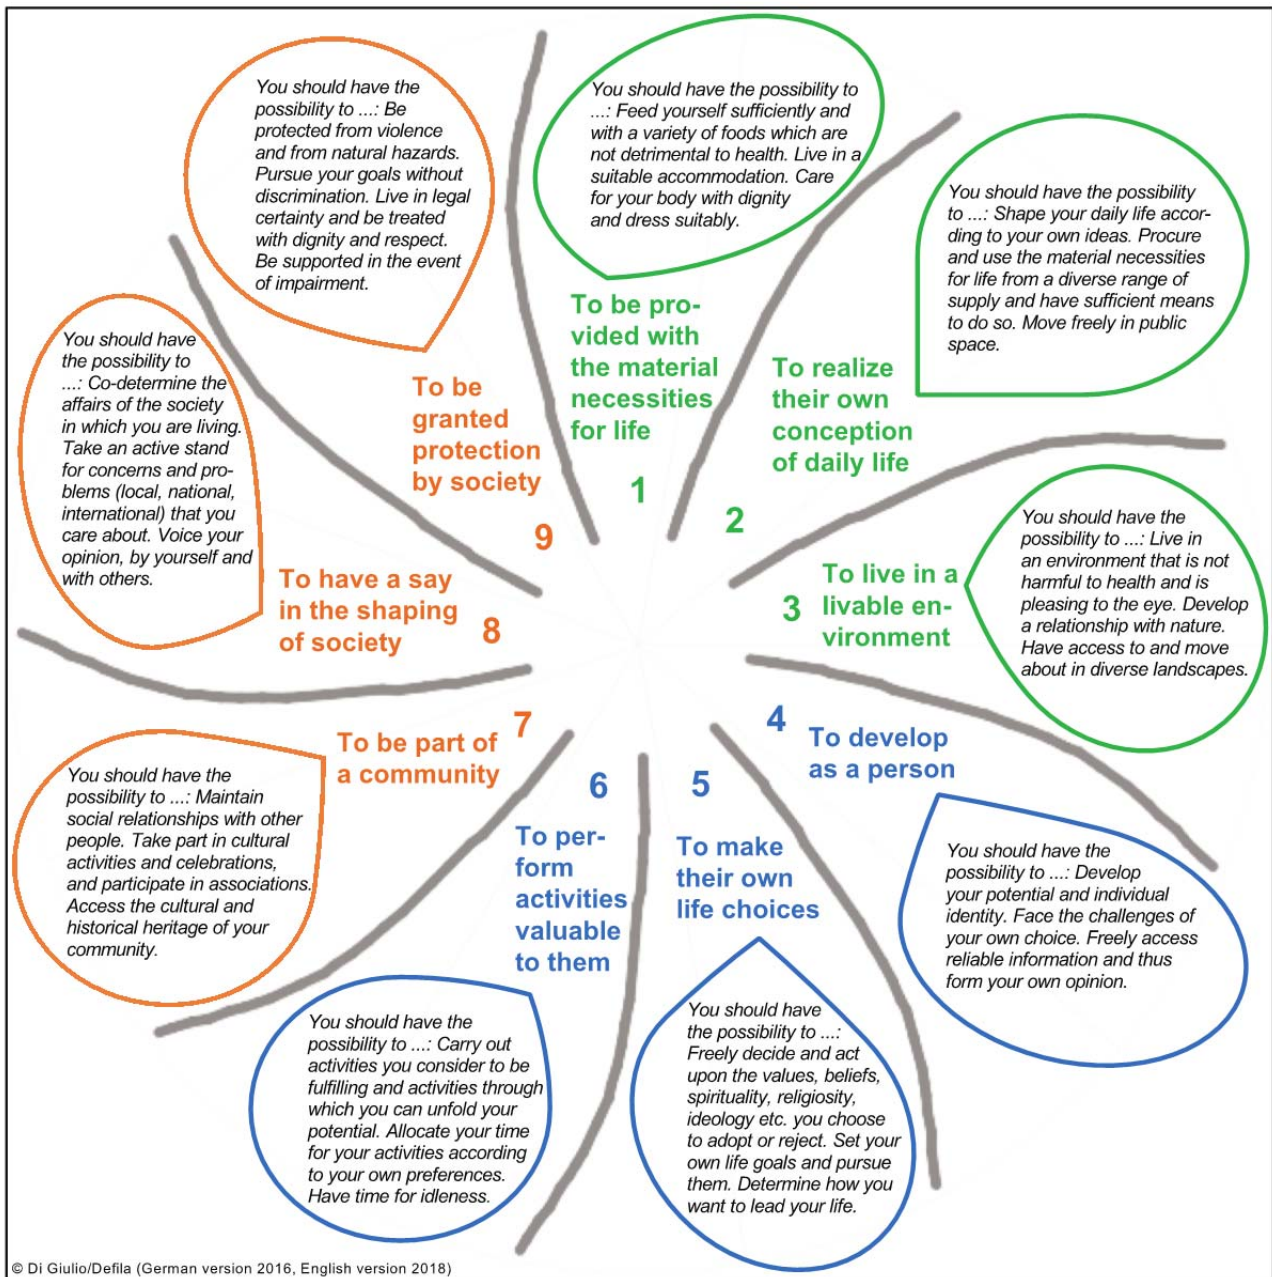 You should have the possibility to
...: Feed yourself sufficiently and
with a variety of foods which are
not detrimental to health. Live in a
suitable accommodation. Care
for your body with dignity
and dress suitably.
To be pro-
vided with
the material
necessities
for life
1
You should have the possibility
to ...: Shape your daily life accor-
ding to your own ideas. Procure
and use the material necessities
for life from a diverse range of
supply and have sufficient means
to do so. Move freely in public
space.
To realize
their own
conception
of daily life
2
You should have the
possibility to ...: Live in
an environment that is not
harmful to health and is
pleasing to the eye. Develop
a relationship with nature.
Have access to and move
about in diverse landscapes.
To live in a
livable en-
vironment
3
4
To develop
as a person
You should have the
possibility to ...: Develop
your potential and individual
identity. Face the challenges of
your own choice. Freely access
reliable information and thus
form your own opinion.
5
To make
their own
life choices
You should have
the possibility to ...:
Freely decide and act
upon the values, beliefs,
spirituality, religiosity,
ideology etc. you choose
to adopt or reject. Set your
own life goals and pursue
them. Determine how you
want to lead your life.
6
To per-
form
activities
valuable
to them
You should have the
possibility to ...: Carry out
activities you consider to be
fulfilling and activities through
which you can unfold your
potential. Allocate your time
for your activities according
to your own preferences.
Have time for idleness.
7
To be part of
a community
You should have the
possibility to ...: Maintain
social relationships with other
people. Take part in cultural
activities and celebrations,
and participate in associations.
Access the cultural and
historical heritage of your
community.
8
To have a say
in the shaping
of society
You should have
the possibility to
...: Co-determine the
affairs of the society
in which you are living.
Take an active stand
for concerns and pro-
blems (local, national,
international) that you
care about. Voice your
opinion, by yourself and
with others.
9
To be
granted
protection
by society
You should have the
possibility to ...: Be
protected from violence
and from natural hazards.
Pursue your goals without
discrimination. Live in legal
certainty and be treated
with dignity and respect.
Be supported in the event
of impairment.
© Di Giulio/Defila (German version 2016, English version 2018)